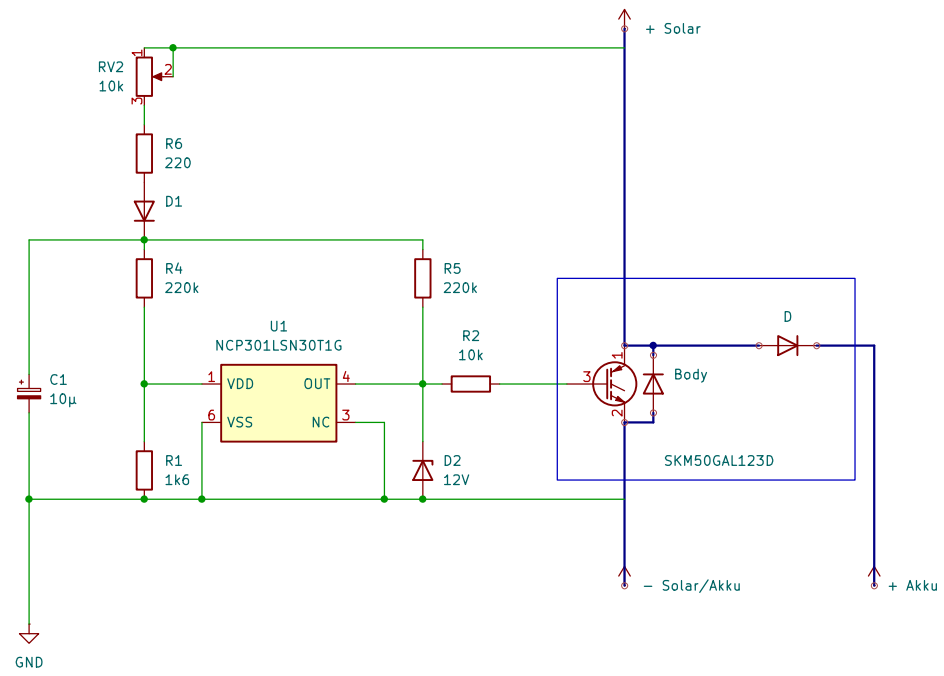 + Solar
1
RV2
10k
2
3
R6
220
D1
R4
220k
R5
220k
D
U1
NCP301LSN30T1G
R2
10k
1
3
2
Body
C1
10µ
+
1
VDD
OUT
4
6
VSS
NC
3
R1
1k6
D2
12V
SKM50GAL123D
− Solar/Akku
+ Akku
GND